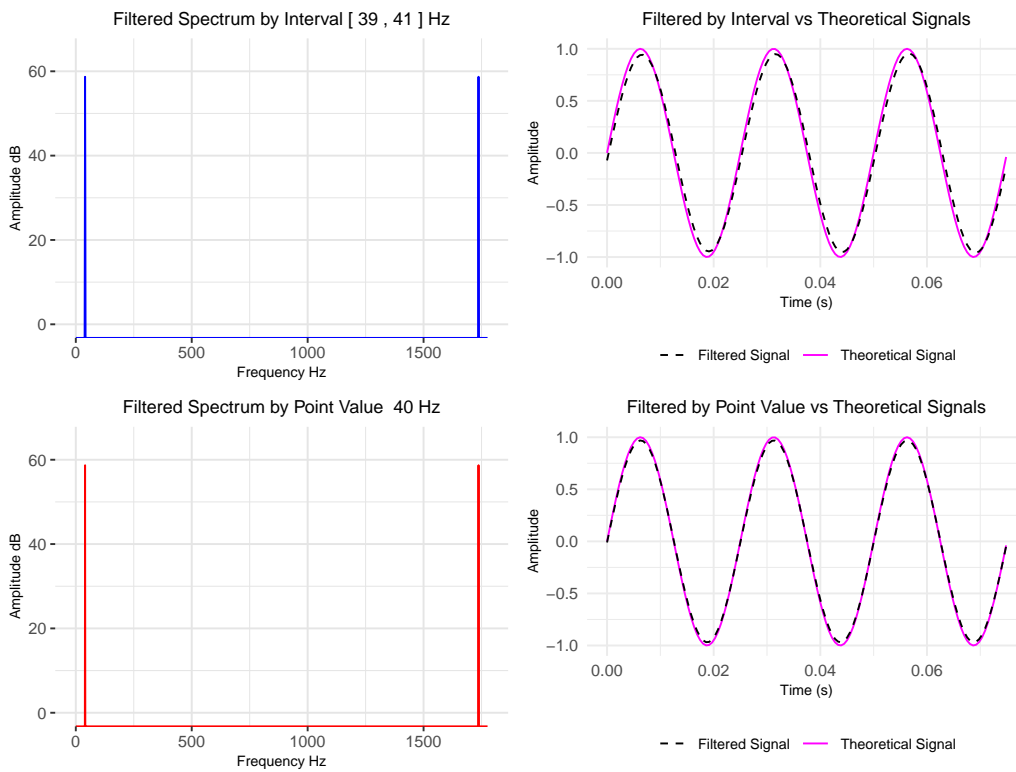 Filtered Spectrum by Interval [ 39 , 41 ] Hz
60
40
20
0
Amplitude dB
0 500 1000 1500
Frequency Hz
Filtered by Interval vs Theoretical Signals
1.0
0.5
0.0
−0.5
−1.0
Amplitude
0.00 0.02 0.04 0.06
Time (s)
Filtered Signal Theoretical Signal
Filtered Spectrum by Point Value 40 Hz
60
40
20
0
Amplitude dB
0 500 1000 1500
Frequency Hz
Filtered by Point Value vs Theoretical Signals
1.0
0.5
0.0
−0.5
−1.0
Amplitude
0.00 0.02 0.04 0.06
Time (s)
Filtered Signal Theoretical Signal